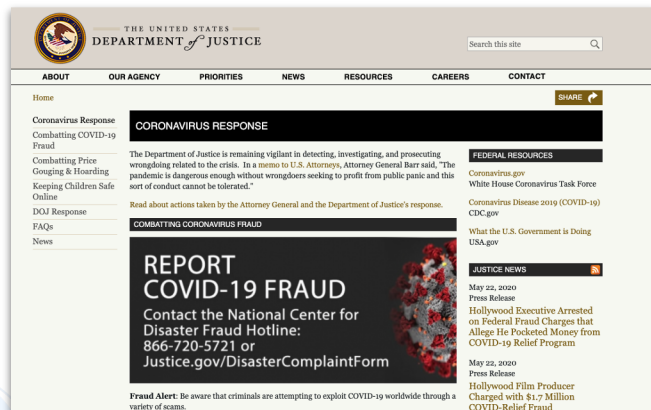 THE UNITED STATES
DEPARTMENT of JUSTICE
Search this site
ABOUT OUR AGENCY PRIORITIES NEWS RESOURCES CAREERS CONTACT
Home
SHARE
Coronavirus Response
Combatting COVID-19
Fraud
Combatting Price
Gouging & Hoarding
Keeping Children Safe
Online
DOJ Response
FAQs
News
CORONAVIRUS RESPONSE
The Department of Justice is remaining vigilant in detecting, investigating, and prosecuting
wrongdoing related to the crisis. In a memo to U.S. Attorneys, Attorney General Barr said, "The
pandemic is dangerous enough without wrongdoers seeking to profit from public panic and this
sort of conduct cannot be tolerated."
Read about actions taken by the Attorney General and the Department of Justice's response.
COMBATTING CORONAVIRUS FRAUD
REPORT
COVID-19 FRAUD
Contact the National Center for
Disaster Fraud Hotline:
866-720-5721 or
Justice.gov/DisasterComplaintForm
Fraud Alert: Be aware that criminals are attempting to exploit COVID-19 worldwide through a
variety of scams.
FEDERAL RESOURCES
Coronavirus.gov
White House Coronavirus Task Force
Coronavirus Disease 2019 (COVID-19)
CDC.gov
What the U.S. Government is Doing
USA.gov
JUSTICE NEWS
May 22, 2020
Press Release
Hollywood Executive Arrested
on Federal Fraud Charges that
Allege He Pocketed Money from
COVID-19 Relief Program
May 22, 2020
Press Release
Hollywood Film Producer
Charged with $1.7 Million
COVID-Relief Fraud